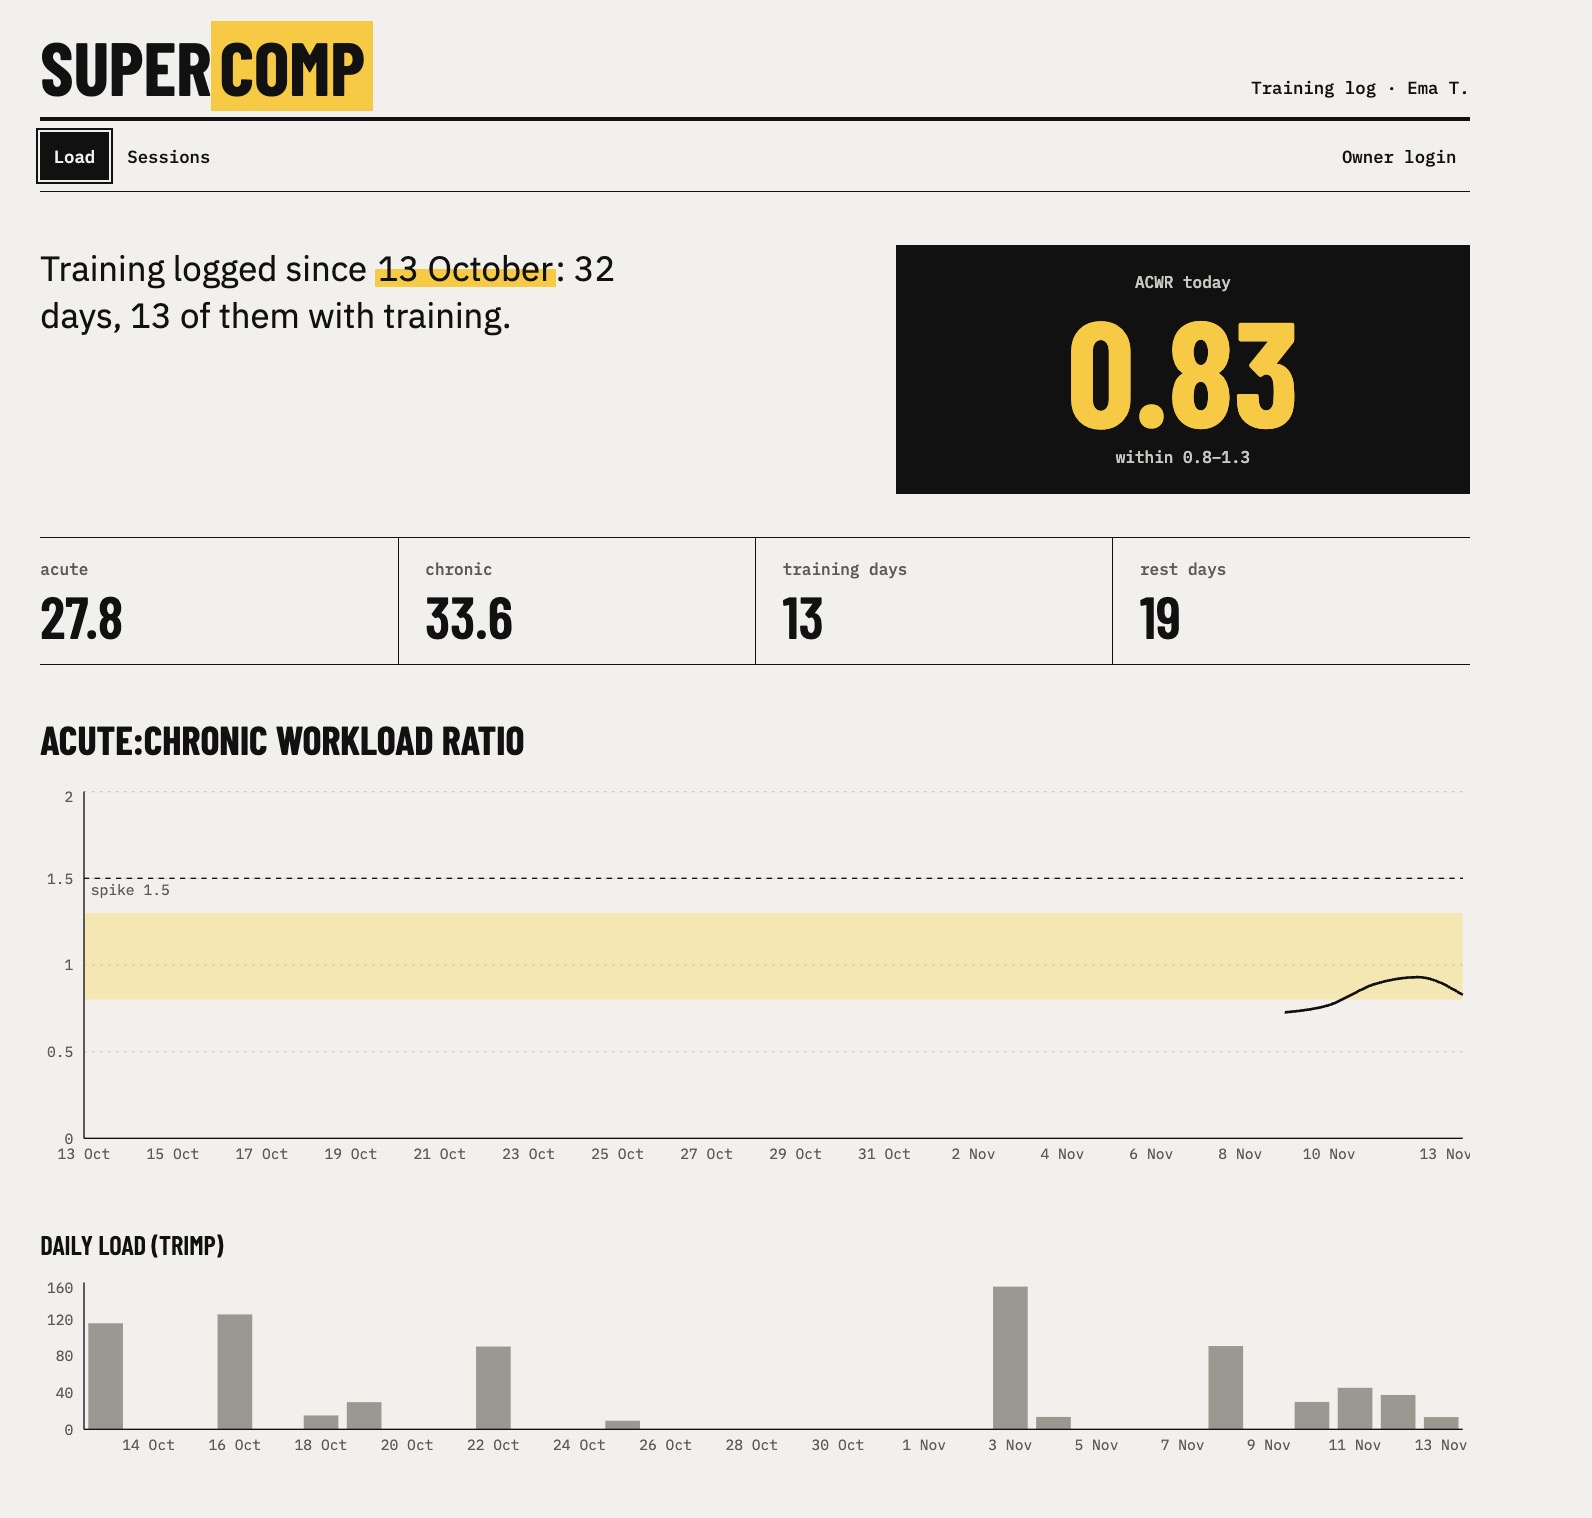 SUPERCOMP
Training log · Ema T.
Load
Sessions
Owner login
Training logged since 13 October: 32
days, 13 of them with training.
ACWR today
0.83
within 0.8–1.3
acute
27.8
chronic
33.6
training days
13
rest days
19
ACUTE:CHRONIC WORKLOAD RATIO
2
1.5
spike 1.5
1
0.5
0
13 Oct 15 Oct 17 Oct 19 Oct 21 Oct 23 Oct 25 Oct 27 Oct 29 Oct 31 Oct 2 Nov 4 Nov 6 Nov 8 Nov 10 Nov 13 Nov
DAILY LOAD (TRIMP)
160
120
80
40
0
14 Oct 16 Oct 18 Oct 20 Oct 22 Oct 24 Oct 26 Oct 28 Oct 30 Oct 1 Nov 3 Nov 5 Nov 7 Nov 9 Nov 11 Nov 13 Nov